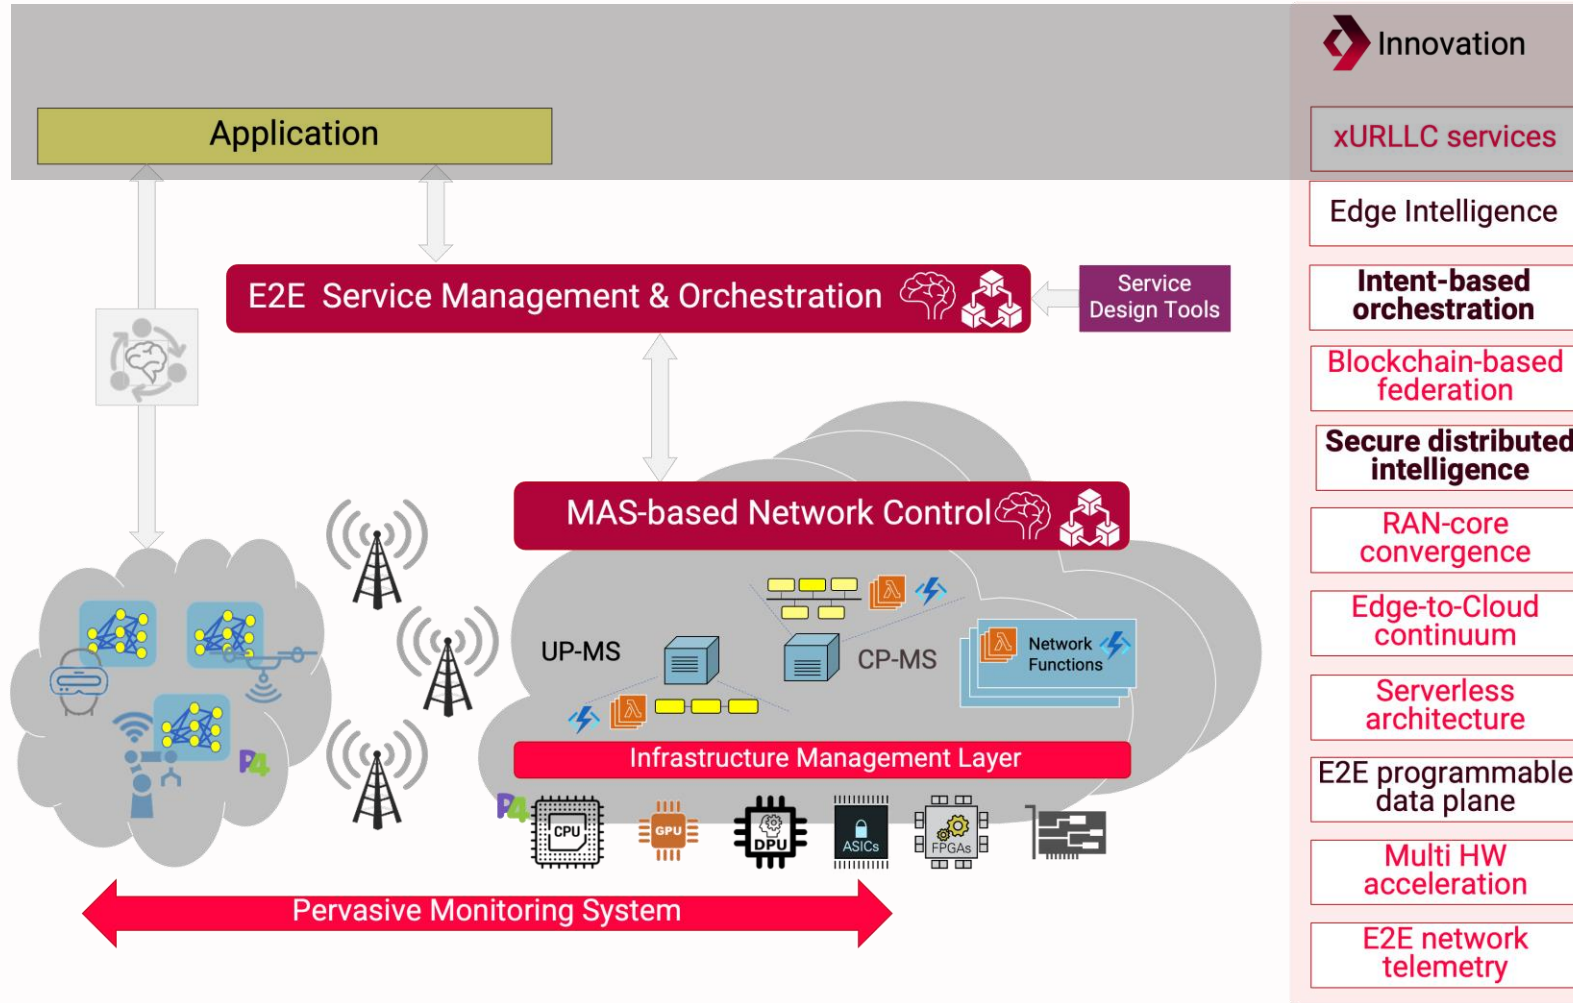 Innovation
Application
xURLLC services
Edge Intelligence
E2E Service Management & Orchestration
Service
Design Tools
Intent-based
orchestration
Blockchain-based
federation
Secure distributed
intelligence
MAS-based Network Control
RAN-core
convergence
Edge-to-Cloud
continuum
UP-MS
CP-MS
λ
λ
λ
Network
Functions
Serverless
architecture
Infrastructure Management Layer
P4
P4
E2E programmable
data plane
CPU
GPU
DPU
ASICs
FPGAs
Multi HW
acceleration
Pervasive Monitoring System
E2E network
telemetry